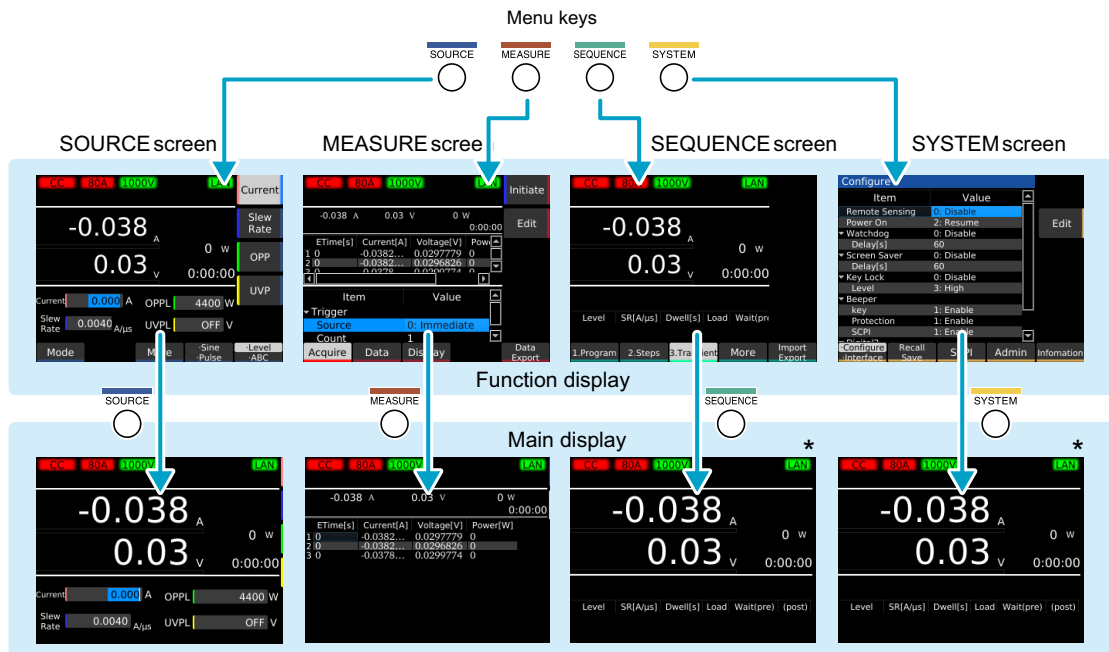 Menu keys
SOURCE MEASURE SEQUENCE SYSTEM
SOURCE screen MEASURE screen SEQUENCE screen SYSTEM screen
CC 80A 1000V LAN Current
-0.038 A
Slew Rate
0 W
OPP
0.03 V 0:00:00
UVP
Current 0.000 A OPPL 4400 W
Slew Rate 0.0040 A/µs UVPL OFF V
Mode ·Sine ·Pulse ·Level ·ABC
CC 80A 1000V LAN Initiate
-0.038 A 0.03 V 0 W
0:00:00
Edit
ETime[s] Current[A] Voltage[V]
1 0 -0.0382... 0.0297779 0
2 0 -0.0382... 0.0296826 0
3 0 -0.0378... 0.0299774 0
Item Value
Trigger
Source 0: Immediate
Count 1
Acquire Data Data Export
CC LAN
-0.038 A
0 W
0.03 V 0:00:00
Level SR[A/µs] Dwell[s] Load Wait(pre)
1.Program 2.Steps More Import Export
Configure
Item Value
Remote Sensing 0: Disable
Power On 2: Resume
Watchdog 0: Disable
Delay[s] 60
Screen Saver 0: Disable
Delay[s] 60
Key Lock 0: Disable
Level 3: High
Beeper
key 1: Enable
Protection 1: Enable
SCPI 1: Enable
Edit
·Configure ·Interface Recall Save Admin Infomation
Function display
SOURCE MEASURE SEQUENCE SYSTEM
Main display
* *
CC 80A 1000V LAN
-0.038 A
0 W
0.03 V 0:00:00
Current 0.000 A OPPL 4400 W
Slew Rate 0.0040 A/µs UVPL OFF V
CC 80A 1000V LAN
-0.038 A 0.03 V 0 W
0:00:00
ETime[s] Current[A] Voltage[V] Power[W]
1 0 -0.0382... 0.0297779 0
2 0 -0.0382... 0.0296826 0
3 0 -0.0378... 0.0299774 0
CC 80A 1000V LAN
-0.038 A
0 W
0.03 V 0:00:00
Level SR[A/µs] Dwell[s] Load Wait(pre) (post)
CC 80A 1000V LAN
-0.038 A
0 W
0.03 V 0:00:00
Level SR[A/µs] Dwell[s] Load Wait(pre) (post)